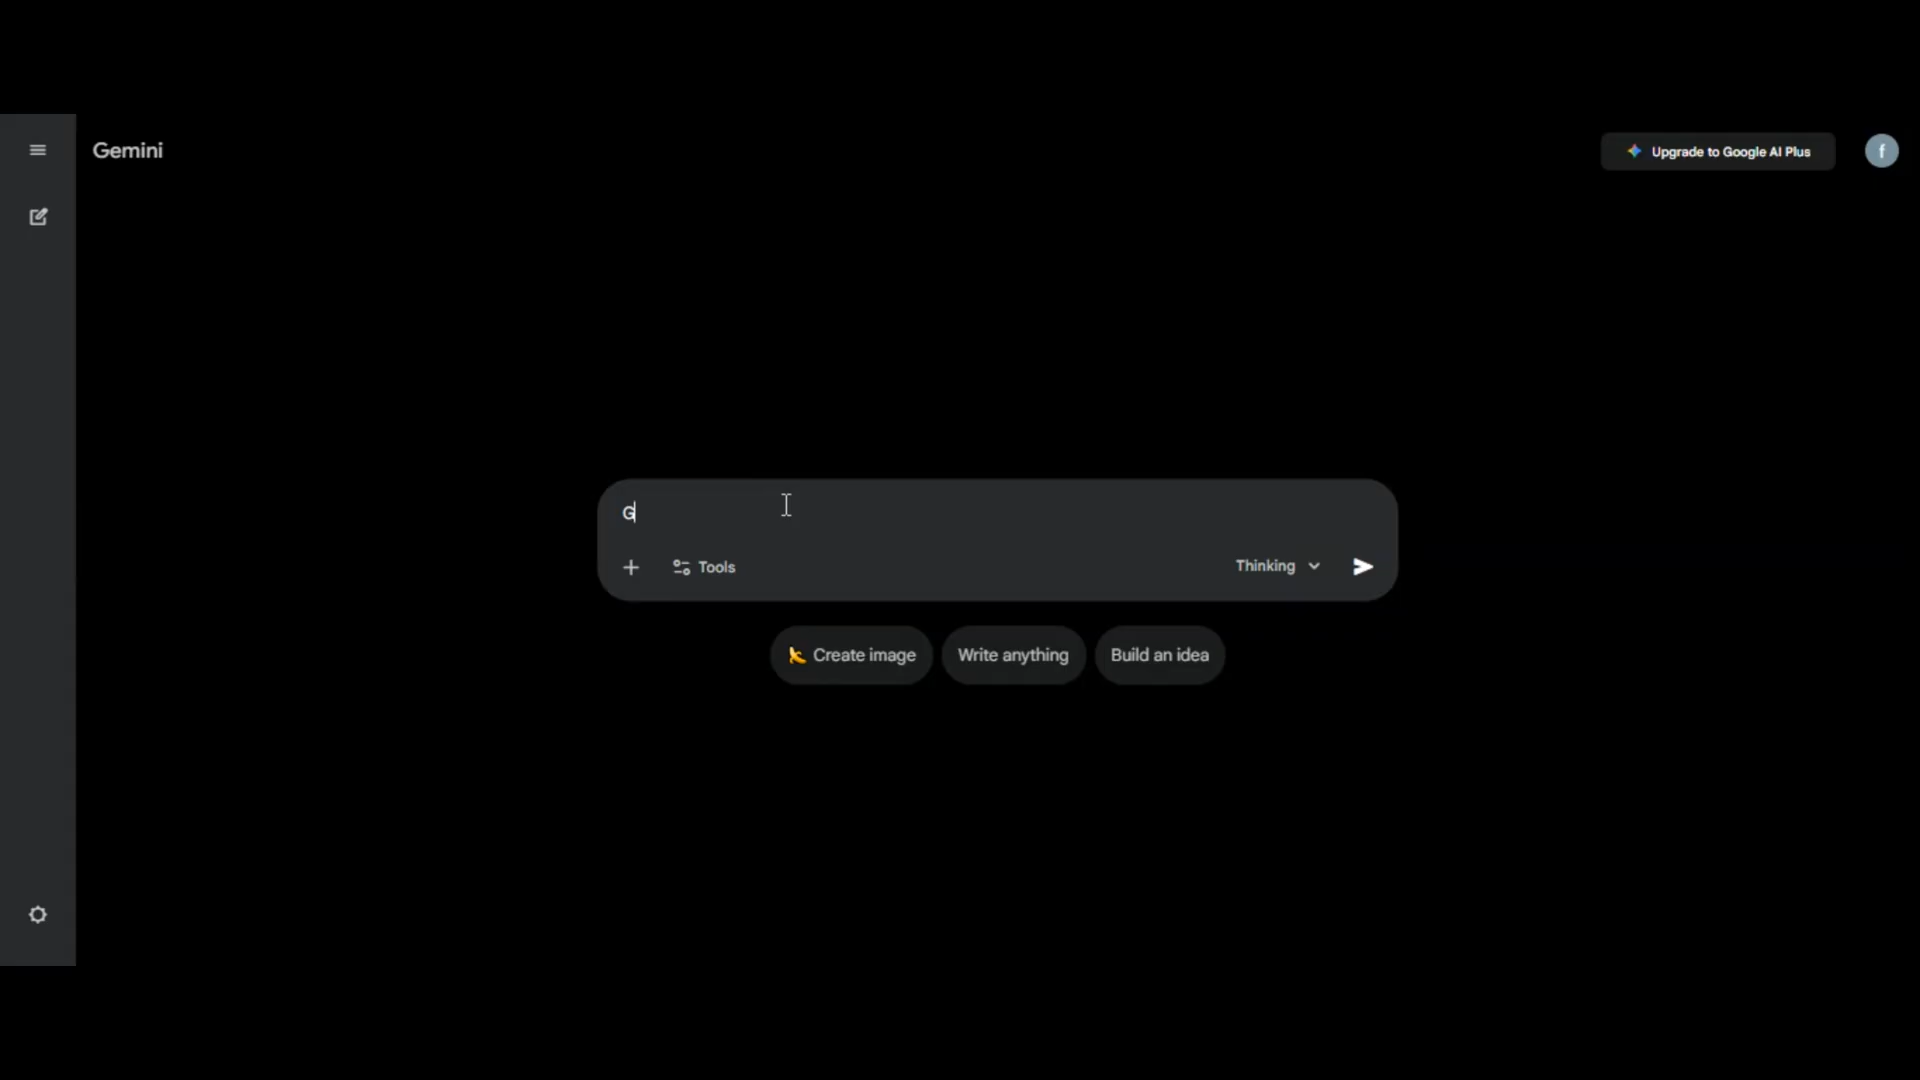 Gemini
Upgrade to Google AI Plus
f
G
Tools
Thinking
Create image
Write anything
Build an idea